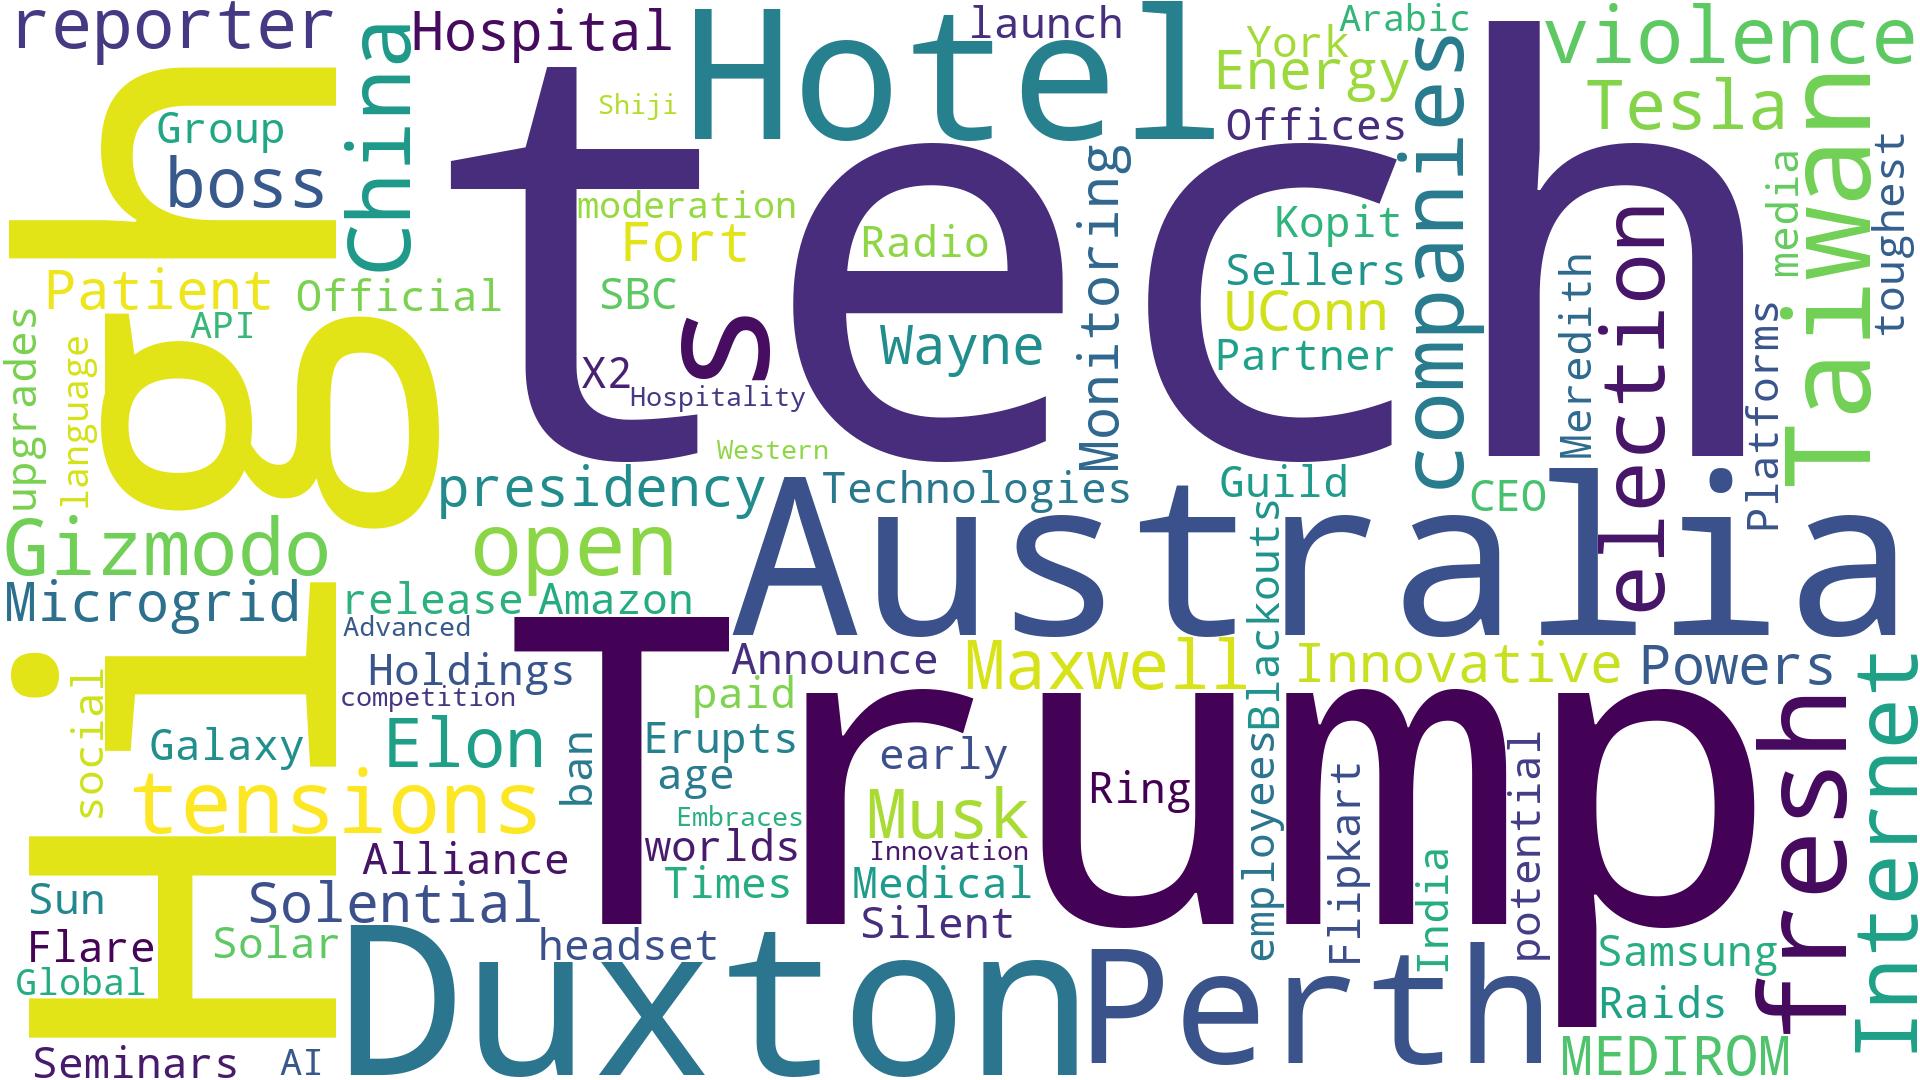 reporter
Hospital
Hotel
launch
Arabic
York
violence
China
Energy
companies
Tesla
Shiji
Offices
Group
boss
High
tech
Taiwan
toughest
media
Monitoring
moderation
Fort
Radio
Kopit
Sellers
election
Meredith
Patient
Official
SBC
s
UConn
API
Wayne
Partner
upgrades
language
X2
Hospitality
Platforms
Western
presidency
Technologies
Guild
CEO
Gizmodo
open
Australia
Blackouts
Microgrid
release
Amazon
Advanced
Trump
Announce
Maxwell
Innovative
Powers
Internet
Holdings
competition
paid
social
Galaxy
Elon
ban
Erupts
early
age
Ring
employees
potential
fresh
tensions
Embraces
Musk
Flipkart
worlds
Innovation
India
Alliance
Times
Medical
Sun
Solential
Silent
Flare
Solar
headset
Samsung
Global
Duxton
Perth
Raids
Seminars
AI
MEDIROM